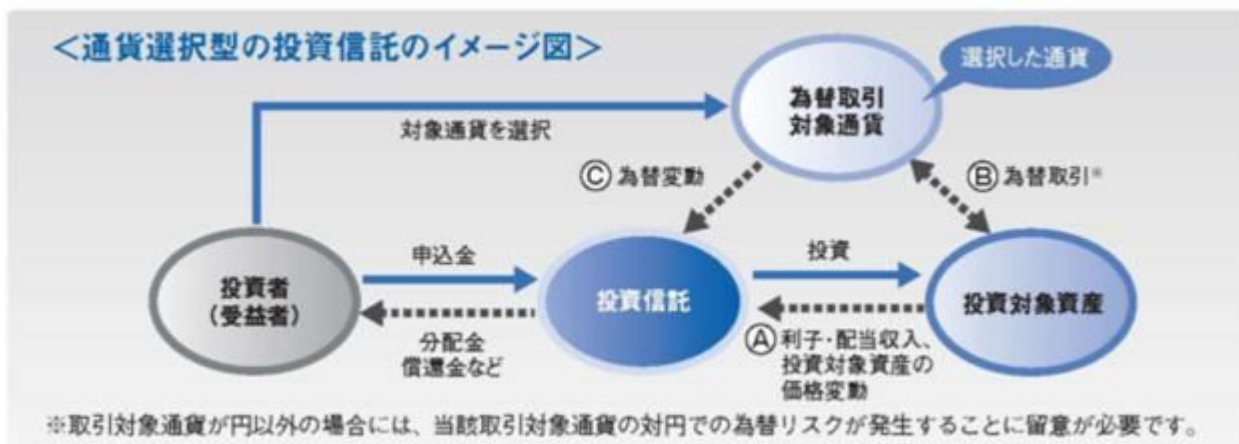 <通貨選択型の投資信託のイメージ図>
選択した通貨
為替取引
対象通貨
対象通貨を選択
Ⓒ為替変動
Ⓑ為替取引※
申込金
投資
投資者
(受益者)
投資信託
投資対象資産
分配金
償還金など
Ⓐ利子・配当収入、
投資対象資産の
価格変動
※取引対象通貨が円以外の場合には、当該取引対象通貨の対円での為替リスクが発生することに留意が必要です。